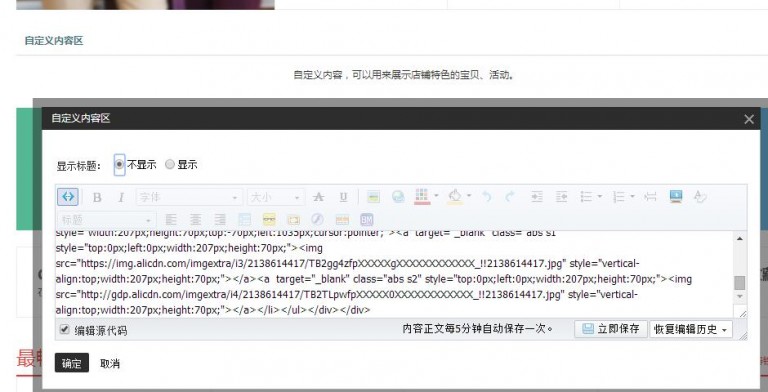 自定义内容区
自定义内容，可以用来展示店铺特色的宝贝、活动。
自定义内容区
显示标题： 不显示 显示
B I 字体 大小 A U
标题 BM
style="width:207px;height:70px;top:-70px;left:1035px;cursor:pointer;"><a target="_blank" class="abs s1"
style="top:0px;left:0px;width:207px;height:70px;"><img
src="https://img.alicdn.com/imgextra/i3/2138614417/TB2gg4zfpXXXXXgXXXXXXXXXXXX_!!2138614417.jpg" style="vertical-
align:top;width:207px;height:70px;"></a><a target="_blank" class="abs s2" style="top:0px;left:0px;width:207px;height:70px;"><img
src="http://gdp.alicdn.com/imgextra/i4/2138614417/TB2TLpwfpXXXXX0XXXXXXXXXXXX_!!2138614417.jpg" style="vertical-
align:top;width:207px;height:70px;"></a></li></ul></div></div>
编辑源代码 内容正文每5分钟自动保存一次。 立即保存 恢复编辑历史
确定 取消